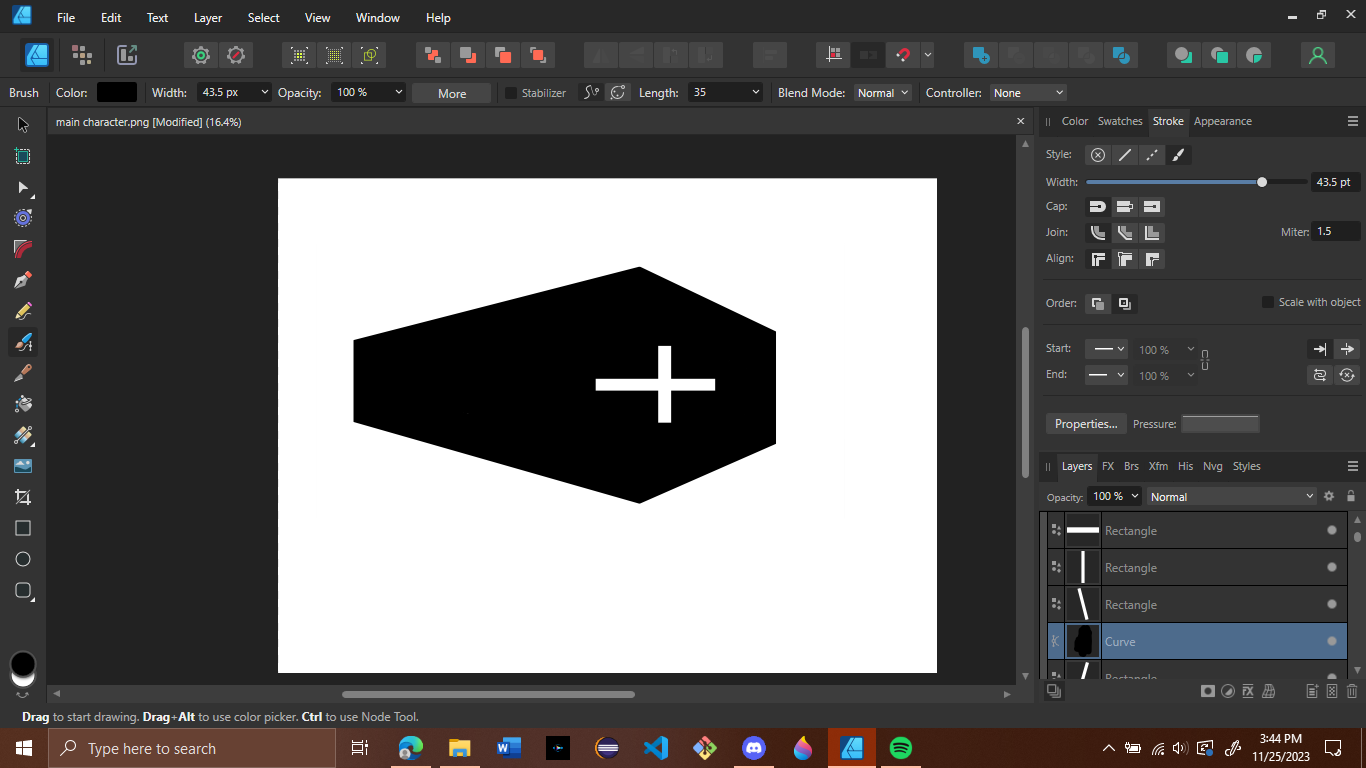 File Edit Text Layer Select View Window Help
Brush Color: Width: 43.5 px Opacity: 100 % More Stabilizer Length: 35 Blend Mode: Normal Controller: None
main character.png [Modified] (16.4%)
Color Swatches Stroke Appearance
Style:
Width: 43.5 pt
Cap:
Join: Miter: 1.5
Align:
Order: Scale with object
Start: 100 %
End: 100 %
Properties... Pressure:
Layers FX Brs Xfm His Nvg Styles
Opacity: 100 % Normal
Rectangle
Rectangle
Rectangle
Curve
Rectangle
Drag to start drawing. Drag+Alt to use color picker. Ctrl to use Node Tool.
Type here to search
3:44 PM
11/25/2023